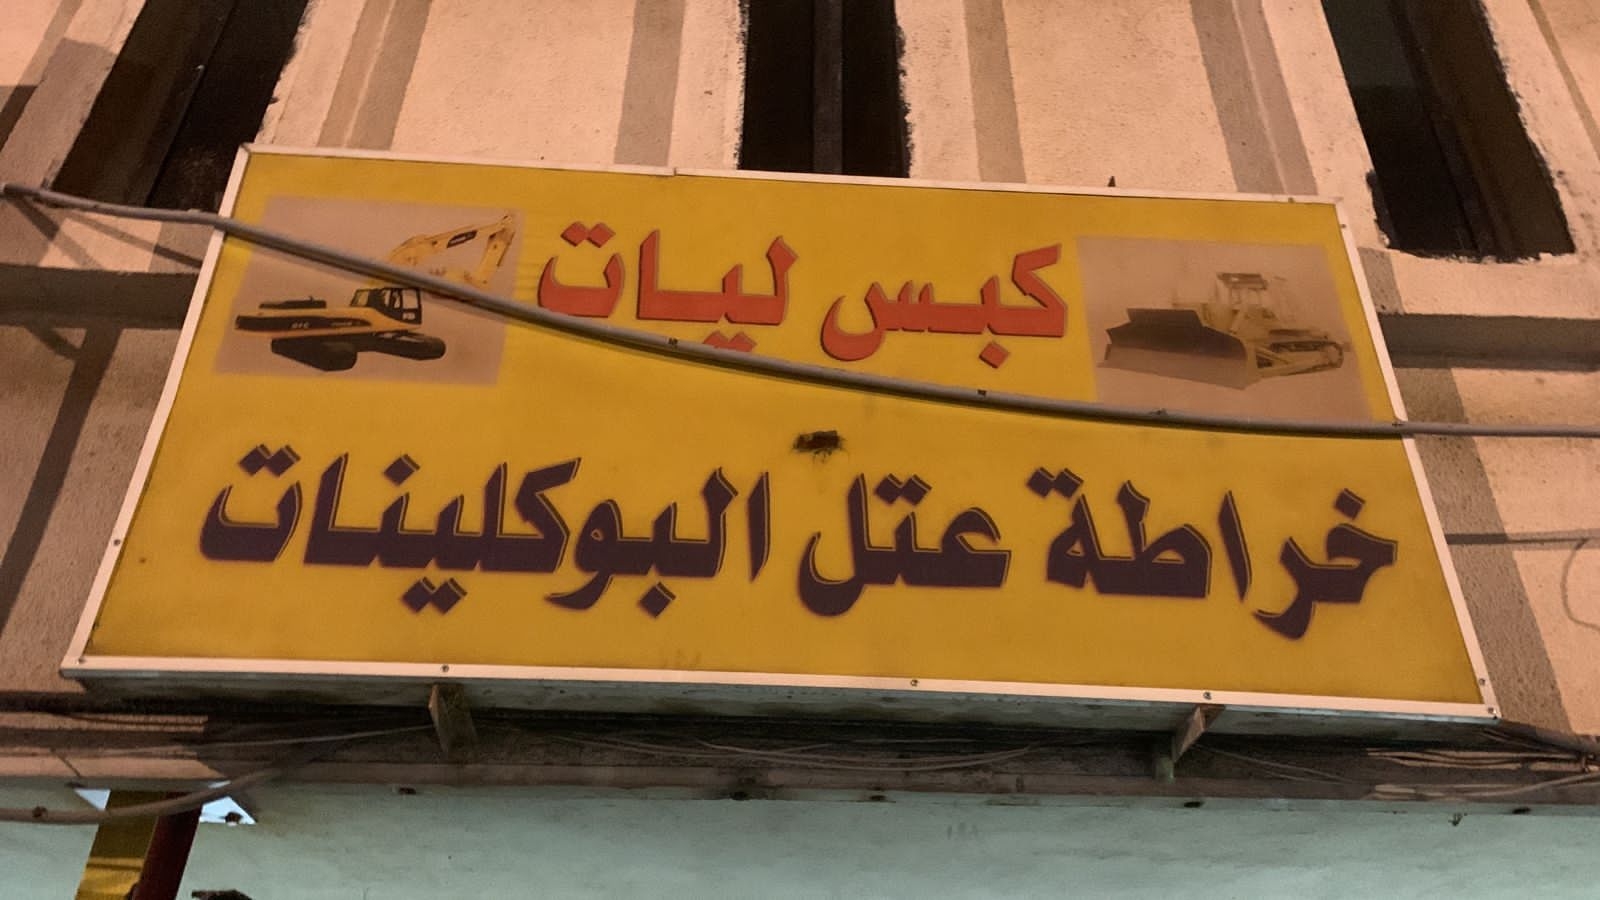 كبس ليات
خراطة عتل البوكلينات